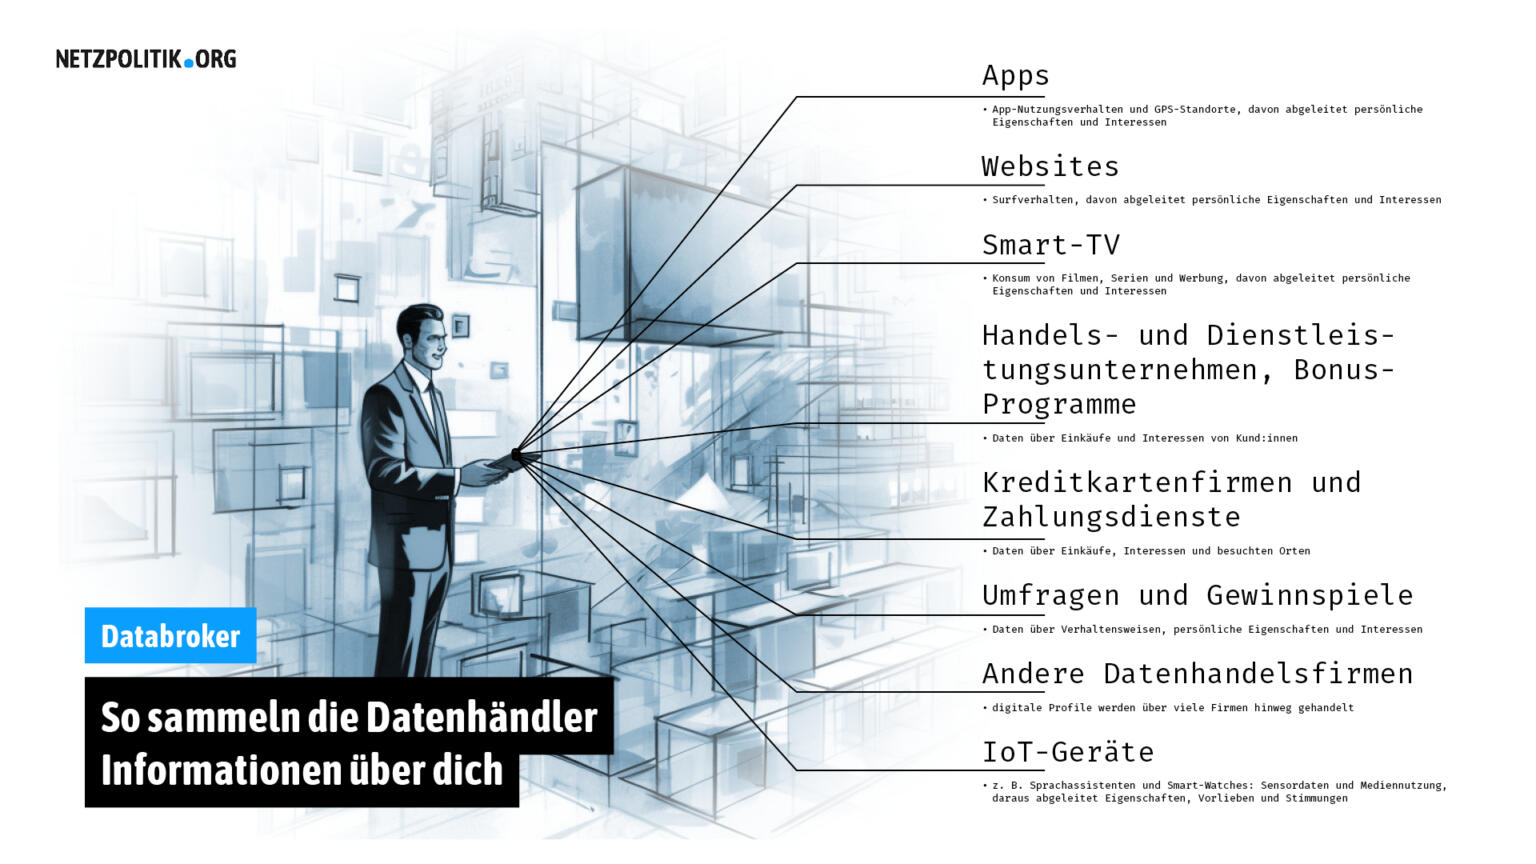 NETZPOLITIK.ORG
Apps
• App-Nutzungsverhalten und GPS-Standorte, davon abgeleitet persönliche
Eigenschaften und Interessen
Websites
• Surfverhalten, davon abgeleitet persönliche Eigenschaften und Interessen
Smart-TV
• Konsum von Filmen, Serien und Werbung, davon abgeleitet persönliche
Eigenschaften und Interessen
Handels- und Dienstleis-
tungsunternehmen, Bonus-
Programme
• Daten über Einkäufe und Interessen von Kund:innen
Kreditkartenfirmen und
Zahlungsdienste
• Daten über Einkäufe, Interessen und besuchten Orten
Umfragen und Gewinnspiele
• Daten über Verhaltensweisen, persönliche Eigenschaften und Interessen
Andere Datenhandelsfirmen
• digitale Profile werden über viele Firmen hinweg gehandelt
IoT-Geräte
• z. B. Sprachassistenten und Smart-Watches: Sensordaten und Mediennutzung,
daraus abgeleitet Eigenschaften, Vorlieben und Stimmungen
Databroker
So sammeln die Datenhändler
Informationen über dich